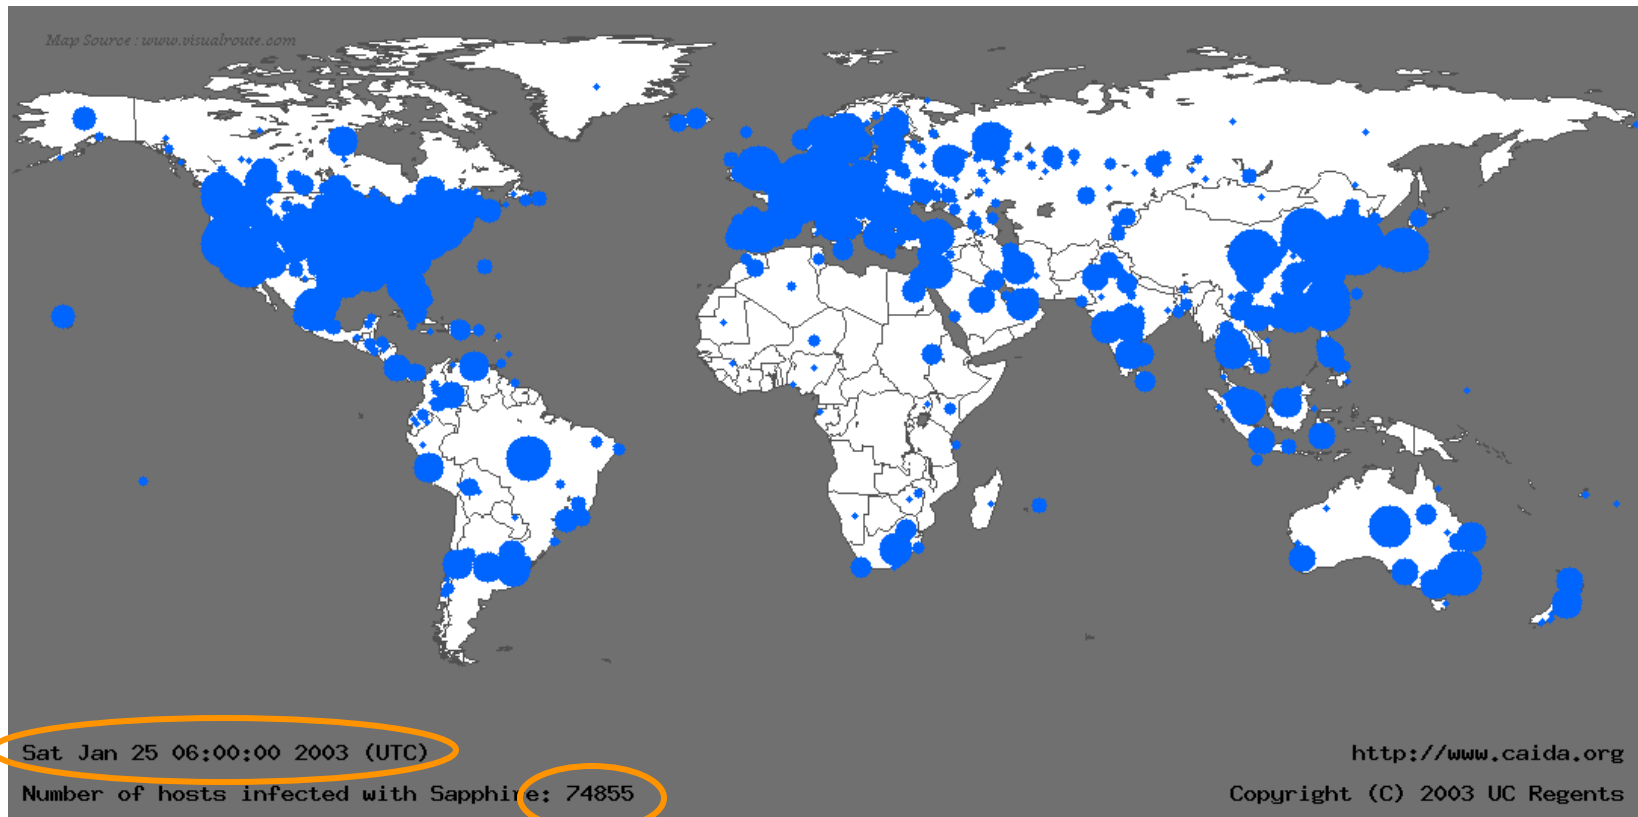 Map Source : www.visualroute.com
Sat Jan 25 06:00:00 2003 (UTC)
http://www.caida.org
Number of hosts infected with Sapphire: 74855
Copyright (C) 2003 UC Regents